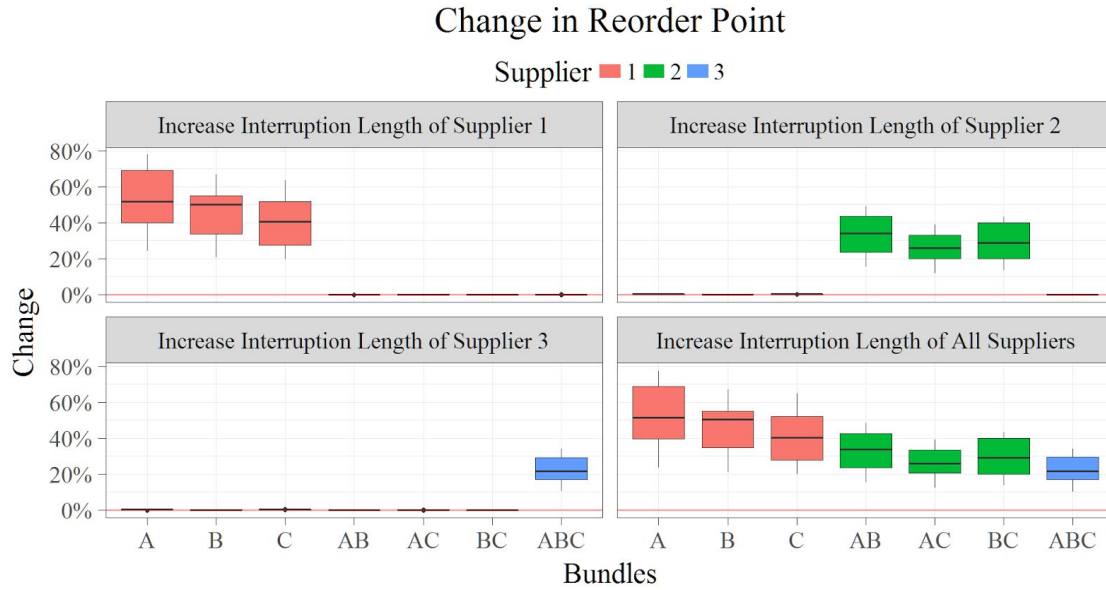 Change in Reorder Point
Supplier 1 2 3
Increase Interruption Length of Supplier 1
Increase Interruption Length of Supplier 2
80%
60%
40%
20%
0%
Increase Interruption Length of Supplier 3
Increase Interruption Length of All Suppliers
80%
60%
40%
20%
0%
Change
A B C AB AC BC ABC
A B C AB AC BC ABC
Bundles